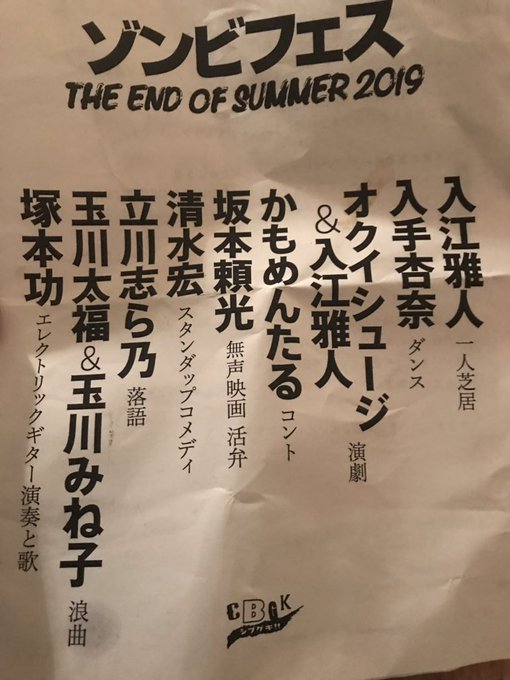 ゾンビフェス
THE END OF SUMMER 2019
入江雅人 一人芝居
入手杏奈 ダンス
オクイシュージ
&入江雅人 演劇
かもめんたる コント
坂本頼光 無声映画 活弁
清水宏 スタンダップコメディ
立川志ら乃 落語
玉川太福&玉川みね子 浪曲
塚本功 エレクトリックギター演奏と歌
CBGK
シブゲキ!!